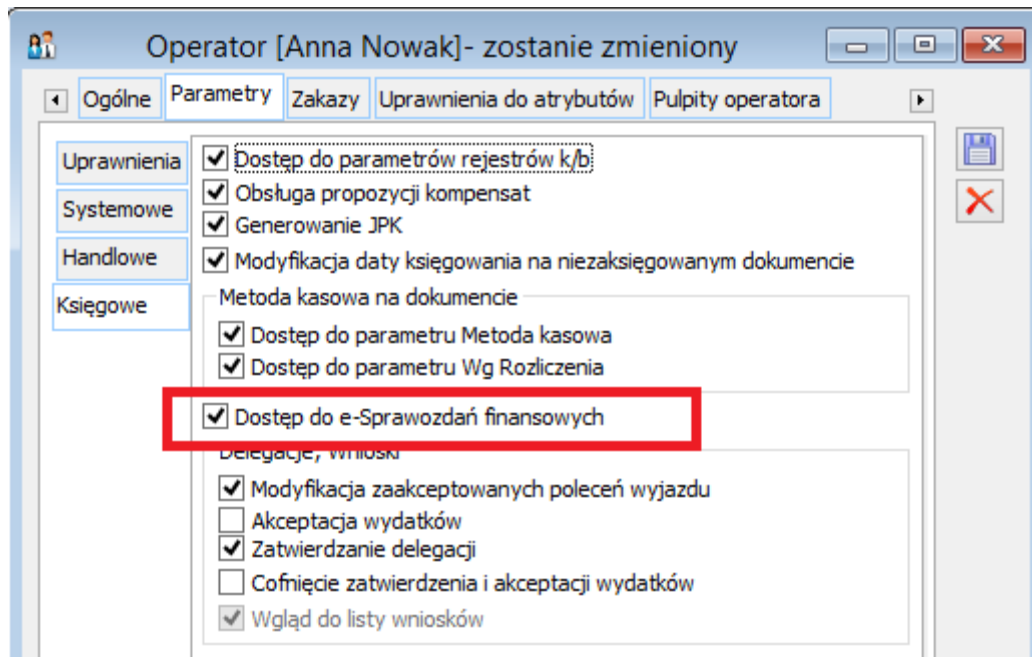 Operator [Anna Nowak]- zostanie zmieniony
Ogólne Parametry Zakazy Uprawnienia do atrybutów Pulpity operatora
Uprawnienia
Systemowe
Handlowe
Księgowe
Dostęp do parametrów rejestrów k/b
Obsługa propozycji kompensat
Generowanie JPK
Modyfikacja daty księgowania na niezaksięgowanym dokumencie
Metoda kasowa na dokumencie
Dostęp do parametru Metoda kasowa
Dostęp do parametru Wg Rozliczenia
Dostęp do e-Sprawozdań finansowych
Delegacje, Wnioski
Modyfikacja zaakceptowanych poleceń wyjazdu
Akceptacja wydatków
Zatwierdzanie delegacji
Cofnięcie zatwierdzenia i akceptacji wydatków
Wgląd do listy wniosków